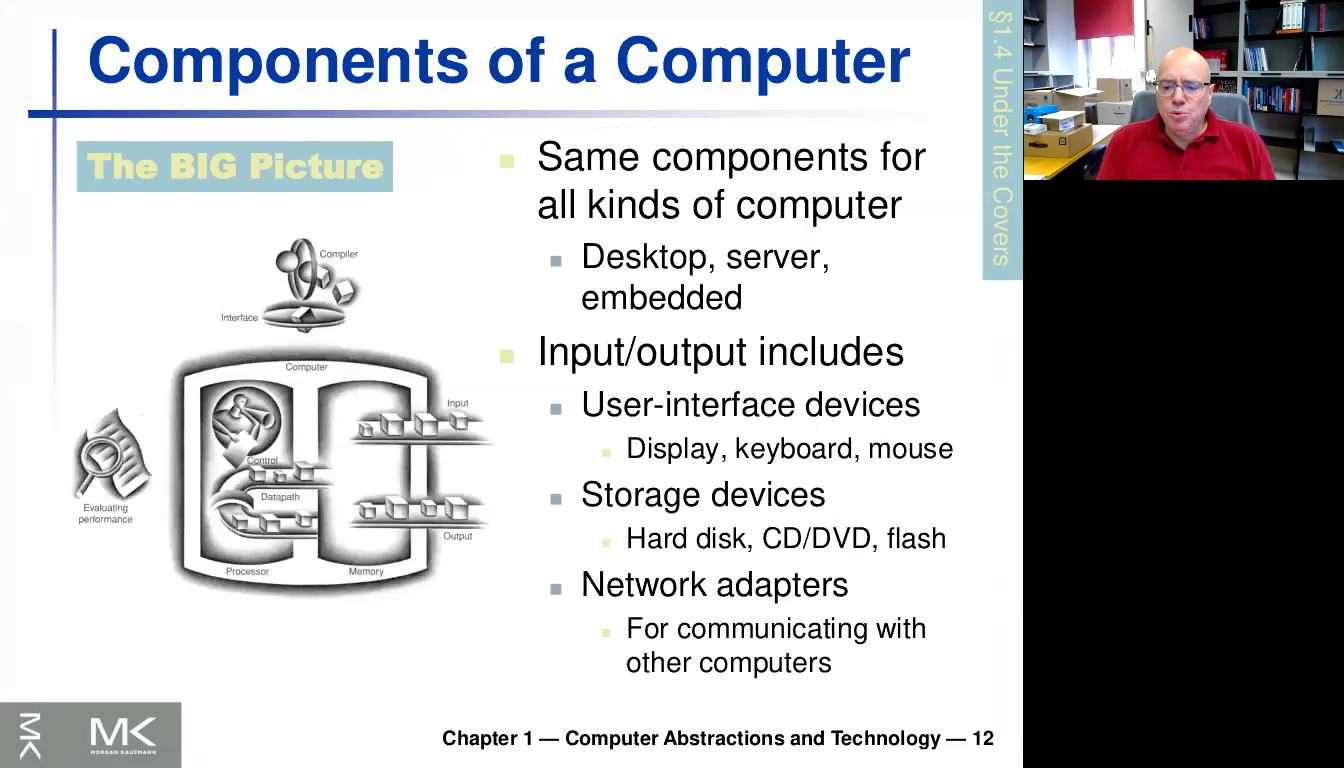 Components of a Computer
§1.4 Under the Covers
The BIG Picture
Same components for
all kinds of computer
Desktop, server,
embedded
Input/output includes
User-interface devices
Display, keyboard, mouse
Storage devices
Hard disk, CD/DVD, flash
Network adapters
For communicating with
other computers
Compiler
Interface
Computer
Input
Control
Datapath
Evaluating
performance
Output
Processor
Memory
MK
MK
MORGAN KAUFMANN
Chapter 1 — Computer Abstractions and Technology — 12